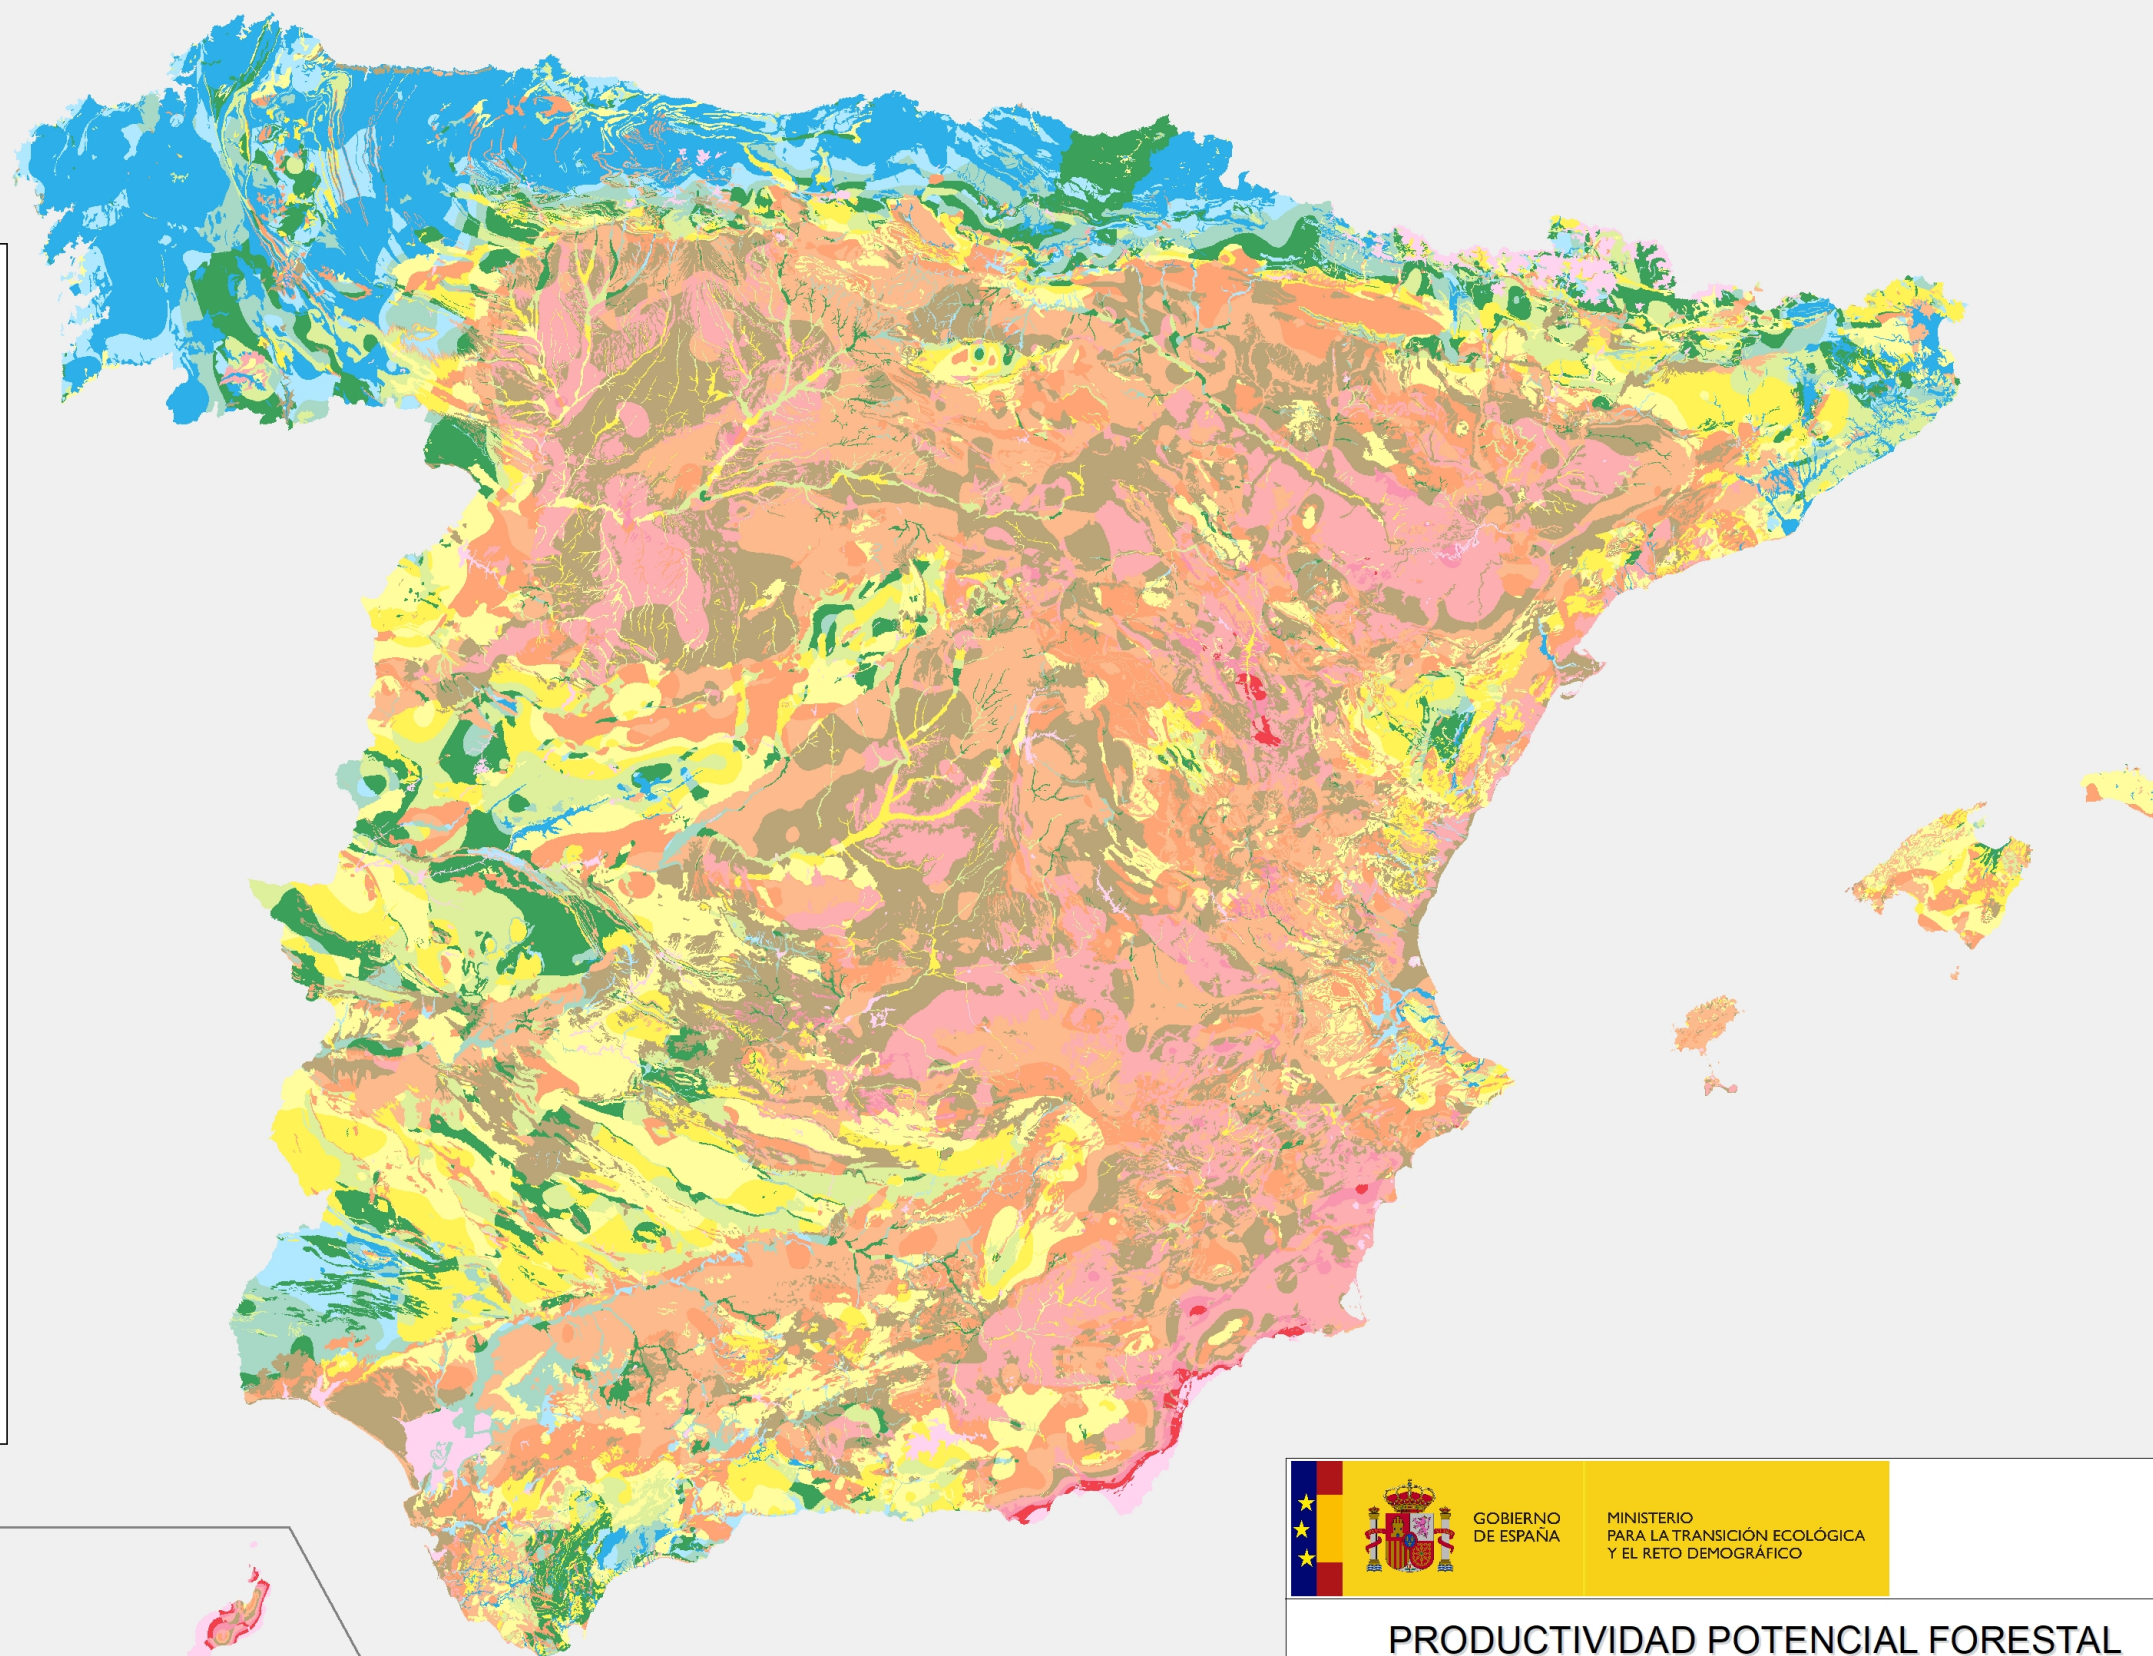 GOBIERNO
DE ESPAÑA
MINISTERIO
PARA LA TRANSICIÓN ECOLÓGICA
Y EL RETO DEMOGRÁFICO
PRODUCTIVIDAD POTENCIAL FORESTAL